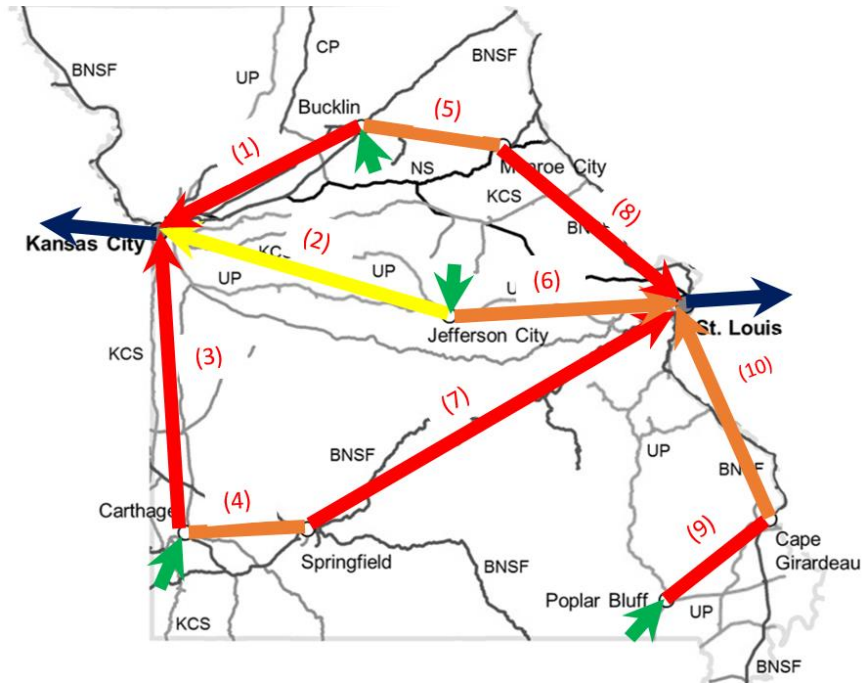 CP
BNSF
BNSF
UP
UP
Bucklin
(5)
(1)
Monroe City
NS
KCS
(8)
Kansas City
(2)
UP
UP
(6)
St. Louis
Jefferson City
KCS
(3)
(10)
(7)
BNSF
UP
BNSF
Carthage
(4)
(9)
Springfield
Cape
Girardeau
BNSF
Poplar Bluff
UP
KCS
BNSF